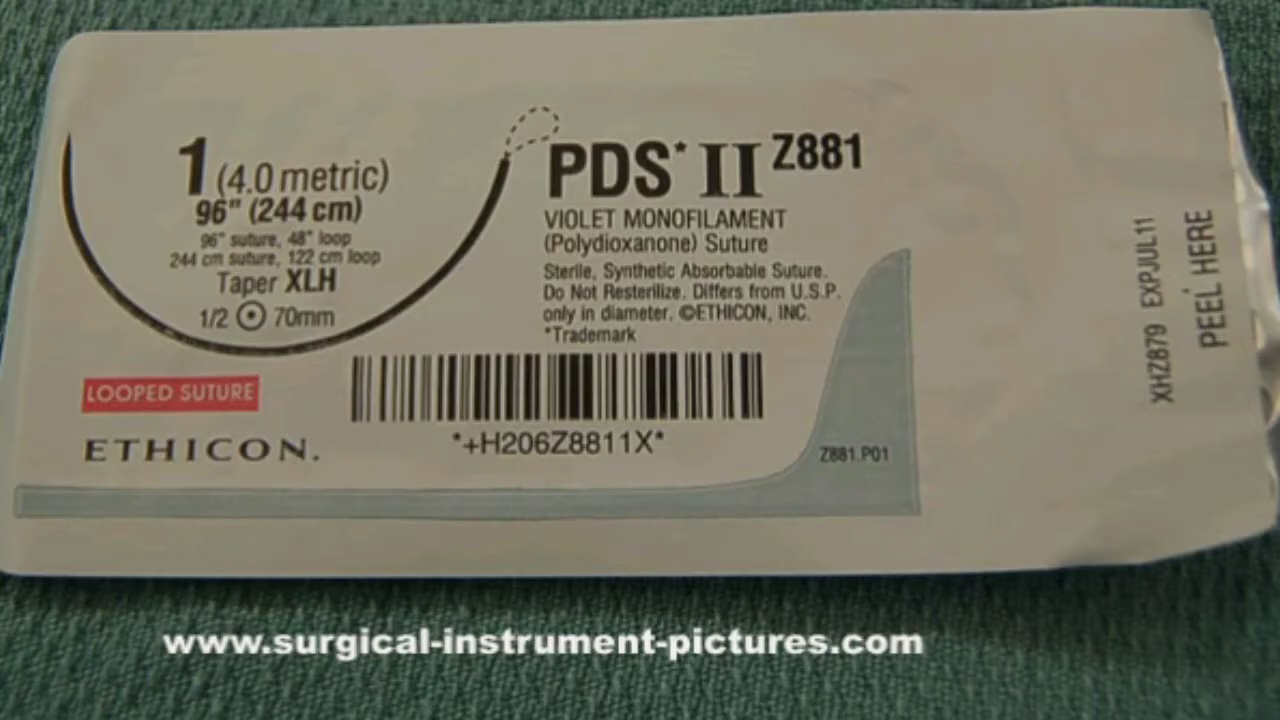 1 (4.0 metric)
96" (244 cm)
96" suture, 48" loop
244 cm suture, 122 cm loop
Taper XLH
1/2 70mm
LOOPED SUTURE
ETHICON.
PDS* II Z881
VIOLET MONOFILAMENT
(Polydioxanone) Suture
Sterile, Synthetic Absorbable Suture.
Do Not Resterilize. Differs from U.S.P.
only in diameter. ©ETHICON, INC.
*Trademark
*+H206Z8811X*
Z881.P01
XHZ879 EXPJUL11
PEEL HERE
www.surgical-instrument-pictures.com